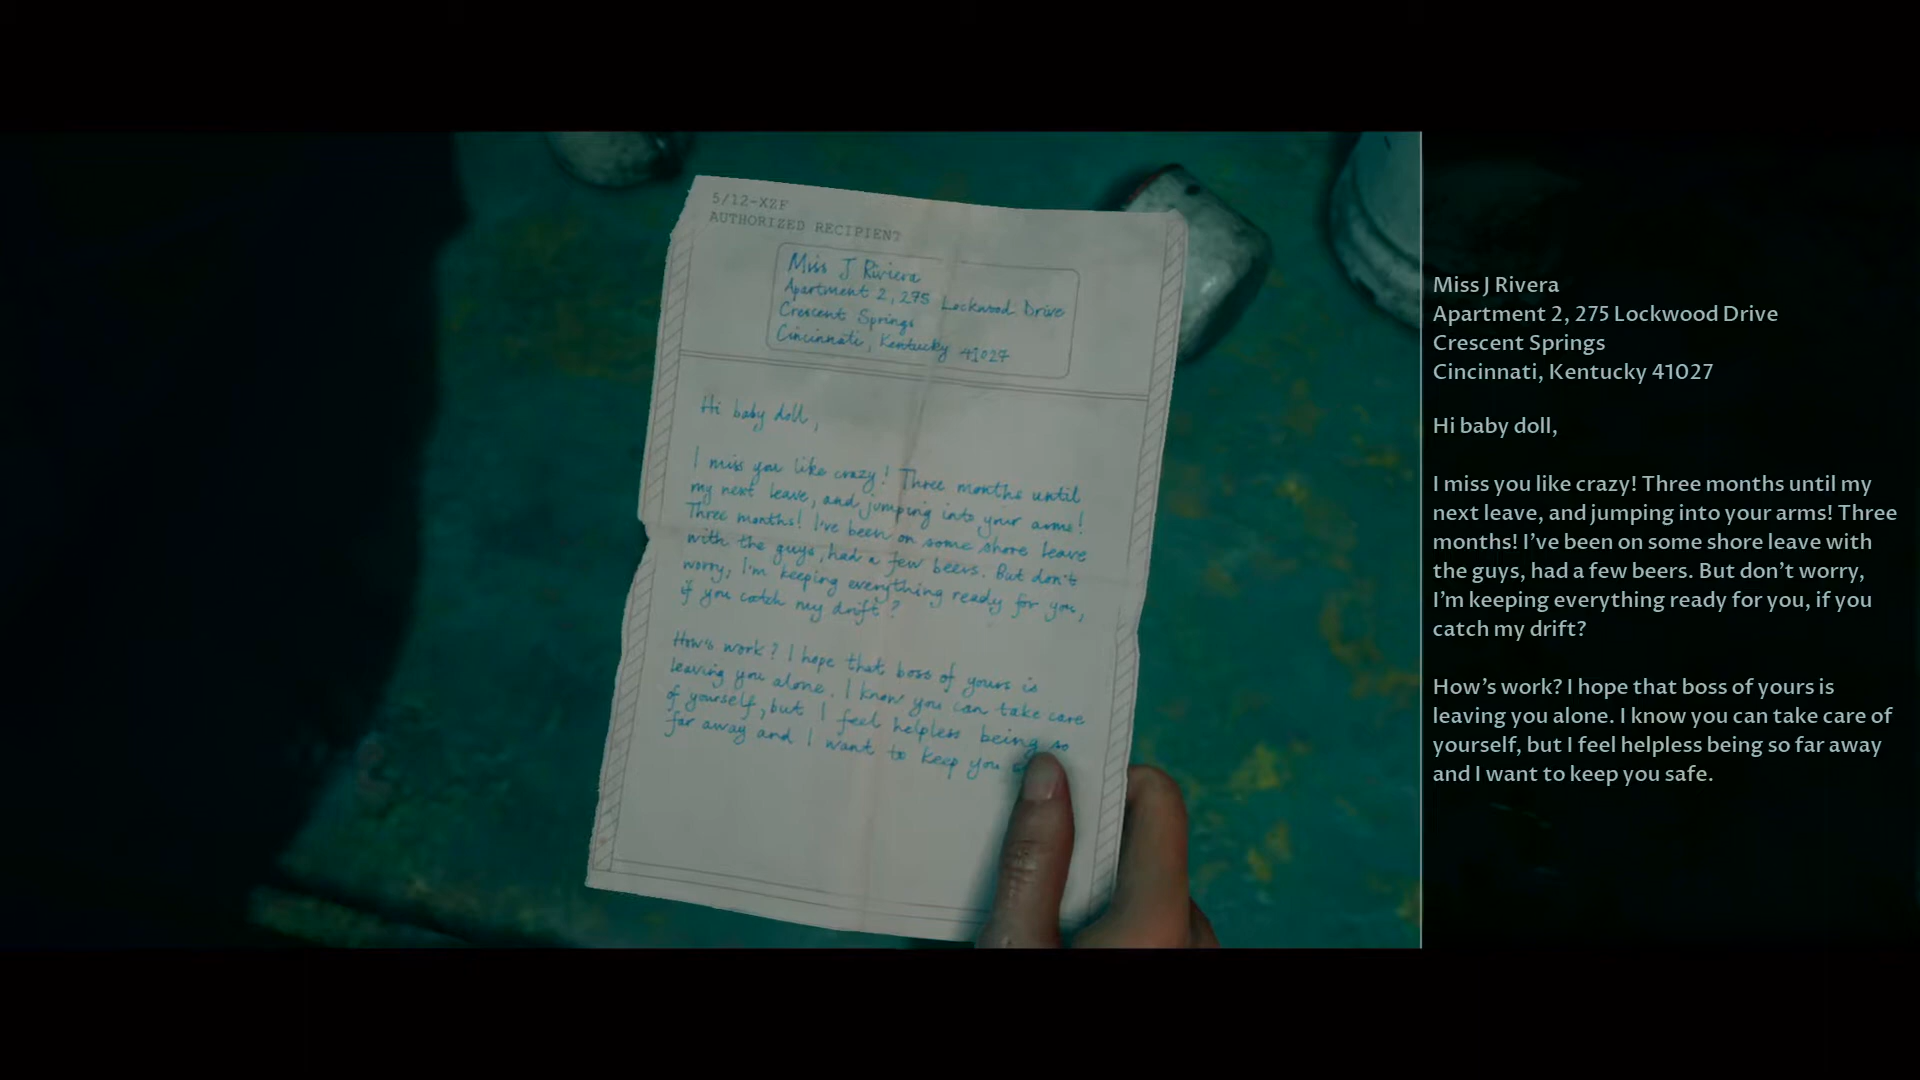 5/12-XZF
AUTHORIZED RECIPIENT
Miss J Riviera
Apartment 2, 275 Lockwood Drive
Crescent Springs
Cincinnati, Kentucky 41027
Hi baby doll,
I miss you like crazy! Three months until
my next leave, and jumping into your arms!
Three months! I've been on some shore leave
with the guys, had a few beers. But don't
worry, I'm keeping everything ready for you,
if you catch my drift?
How's work? I hope that boss of yours is
leaving you alone. I know you can take care
of yourself, but I feel helpless being so
far away and I want to keep you
Miss J Rivera
Apartment 2, 275 Lockwood Drive
Crescent Springs
Cincinnati, Kentucky 41027
Hi baby doll,
I miss you like crazy! Three months until my
next leave, and jumping into your arms! Three
months! I've been on some shore leave with
the guys, had a few beers. But don't worry,
I'm keeping everything ready for you, if you
catch my drift?
How's work? I hope that boss of yours is
leaving you alone. I know you can take care of
yourself, but I feel helpless being so far away
and I want to keep you safe.